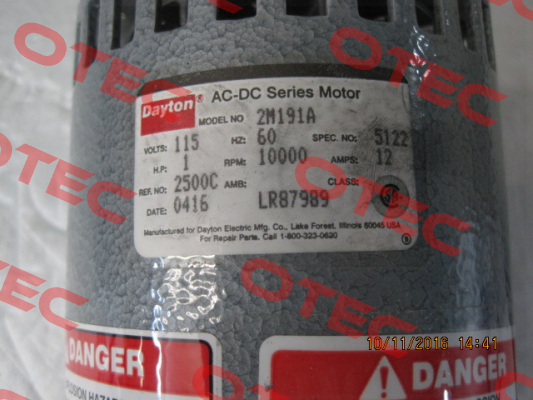 Dayton® AC-DC Series Motor
MODEL NO 2M191A
VOLTS: 115 HZ: 60 SPEC. NO: 5122
H.P: 1 RPM: 10000 AMPS: 12
REF. NO: 2500C AMB: CLASS:
DATE: 0416 LR87989
Manufactured for Dayton Electric Mfg. Co., Lake Forest, Illinois 60045 USA
For Repair Parts, Call 1-800-323-0620
10/11/2016 14:41
DANGER
DANGER
OTEC
OTEC
OTEC
OTEC
OTEC
OTEC